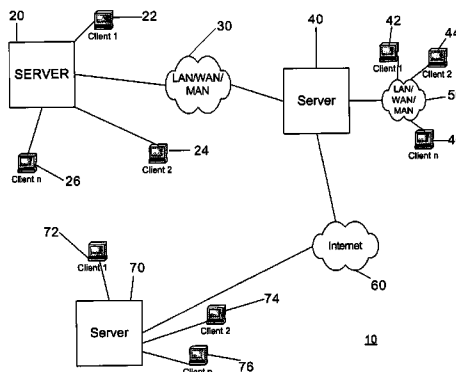 20
22
Client 1
30
40
42
44
Client 1
Client 2
SERVER
LAN/WAN/
MAN
Server
LAN/
WAN/
MAN
Client n
24
26
Client 2
Client n
72
70
Client 1
Internet
60
74
Server
Client 2
Client n
76
10